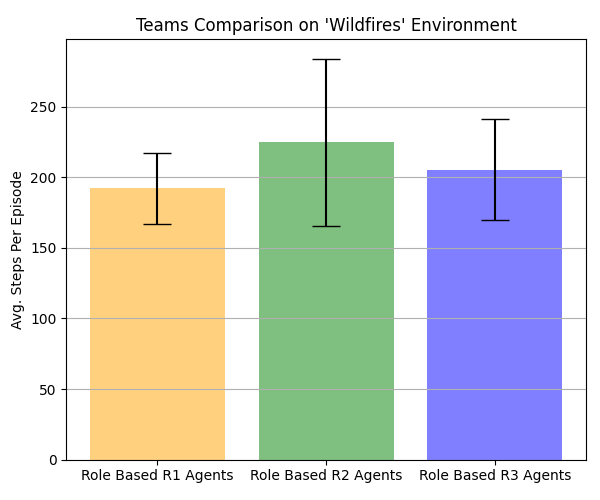 Teams Comparison on 'Wildfires' Environment
Avg. Steps Per Episode
250
200
150
100
50
0
Role Based R1 Agents
Role Based R2 Agents
Role Based R3 Agents